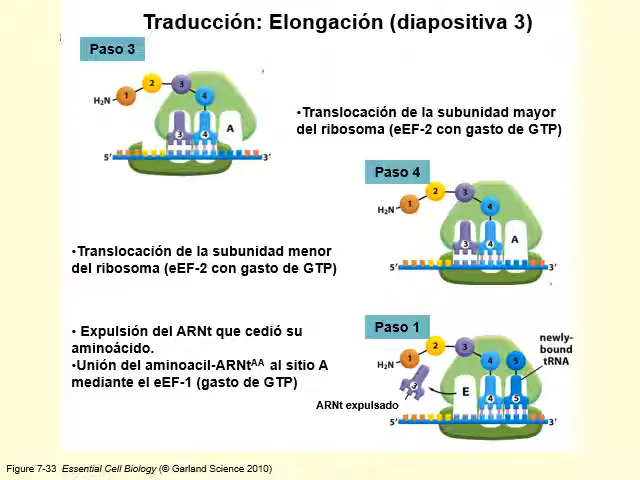 Traducción: Elongación (diapositiva 3)
Paso 3
H₂N
1
2
3
4
3
4
A
5'
3'
•Translocación de la subunidad mayor
del ribosoma (eEF-2 con gasto de GTP)
Paso 4
H₂N
1
2
3
4
3
4
A
5'
3'
•Translocación de la subunidad menor
del ribosoma (eEF-2 con gasto de GTP)
• Expulsión del ARNt que cedió su
aminoácido.
•Unión del aminoacil-ARNtᴬᴬ al sitio A
mediante el eEF-1 (gasto de GTP)
Paso 1
newly-
bound
tRNA
H₂N
1
2
3
4
5
3
E
4
5
ARNt expulsado
5'
3'
Figure 7-33 Essential Cell Biology (© Garland Science 2010)